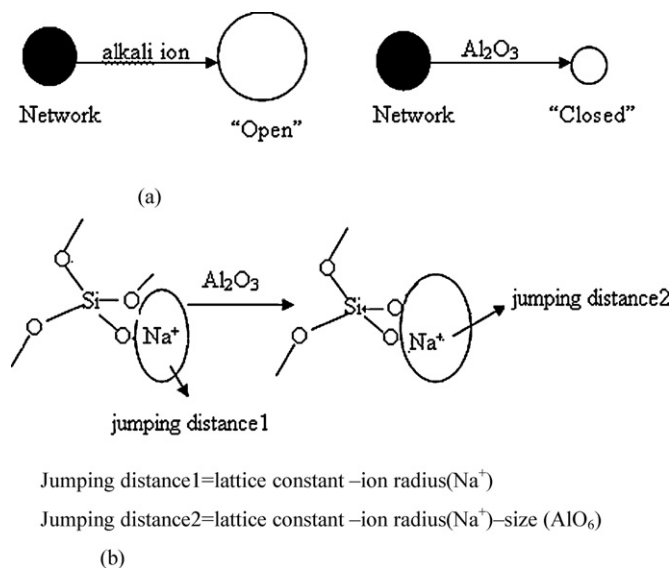 alkali ion
Al₂O₃
Network
"Open"
Network
"Closed"
(a)
O
O
Si
O
O
Na⁺
Al₂O₃
jumping distance1
O
Si
O
O
Na⁺
O
jumping distance2
Jumping distance1=lattice constant –ion radius(Na⁺)
Jumping distance2=lattice constant –ion radius(Na⁺)–size (AlO₆)
(b)